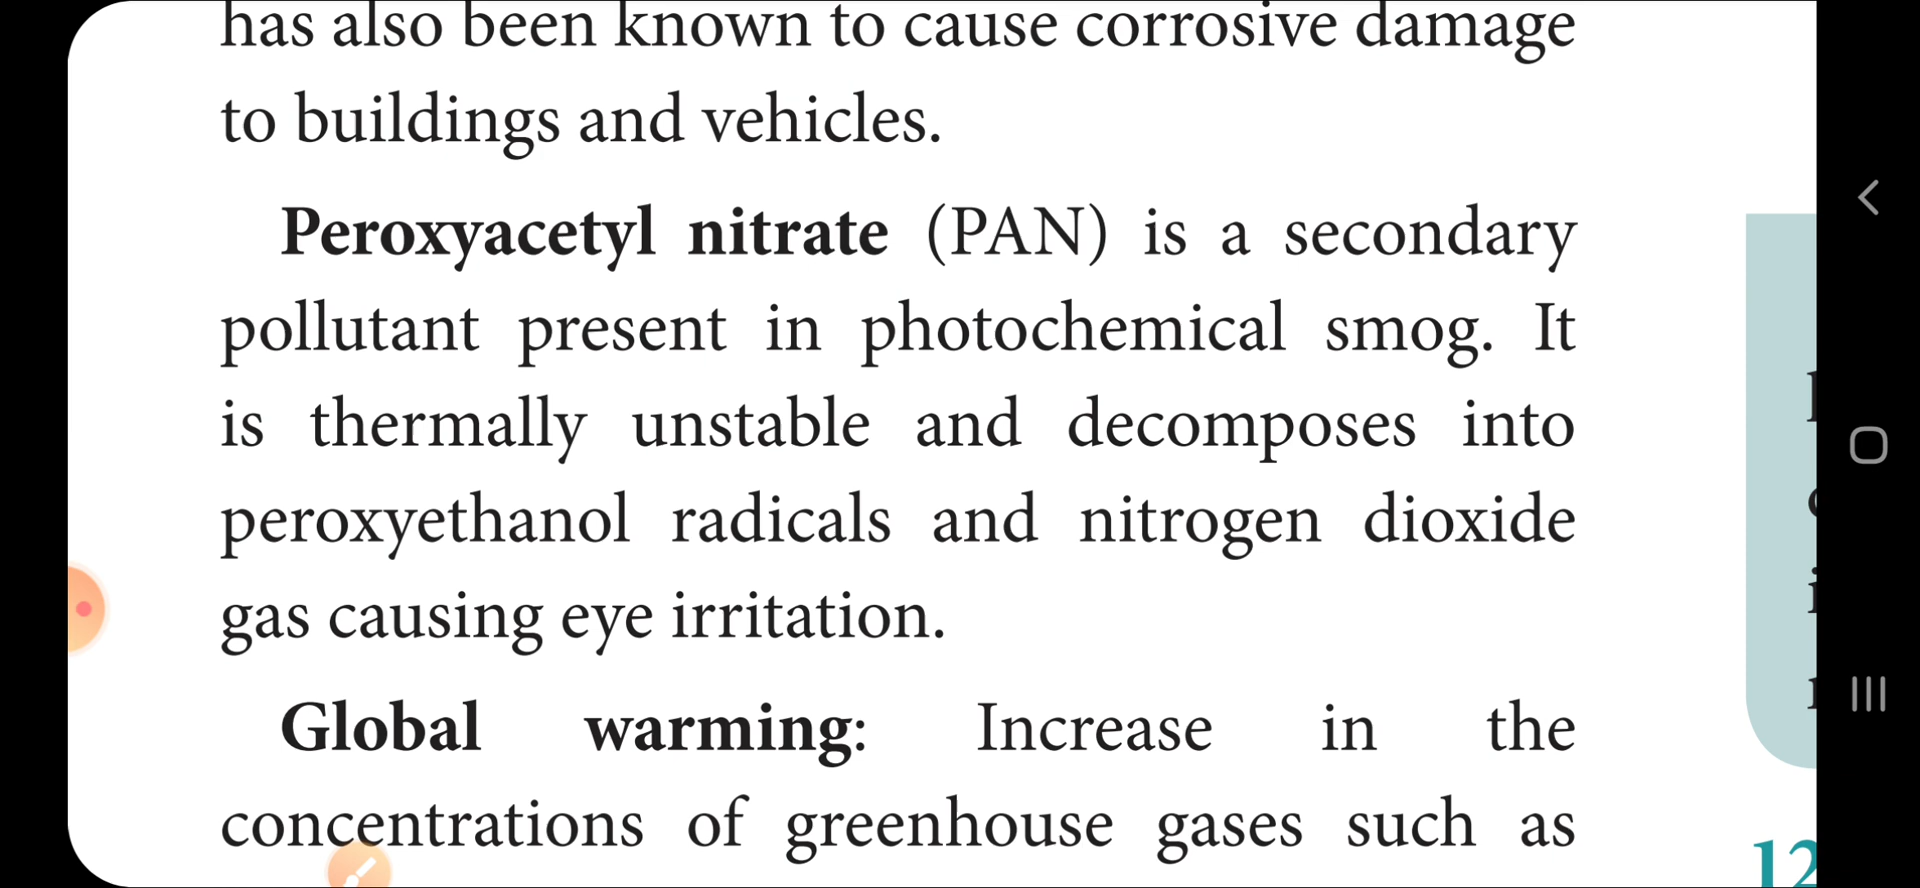 has also been known to cause corrosive damage
to buildings and vehicles.
Peroxyacetyl nitrate (PAN) is a secondary
pollutant present in photochemical smog. It
is thermally unstable and decomposes into
peroxyethanol radicals and nitrogen dioxide
gas causing eye irritation.
Global warming: Increase in the
concentrations of greenhouse gases such as
12